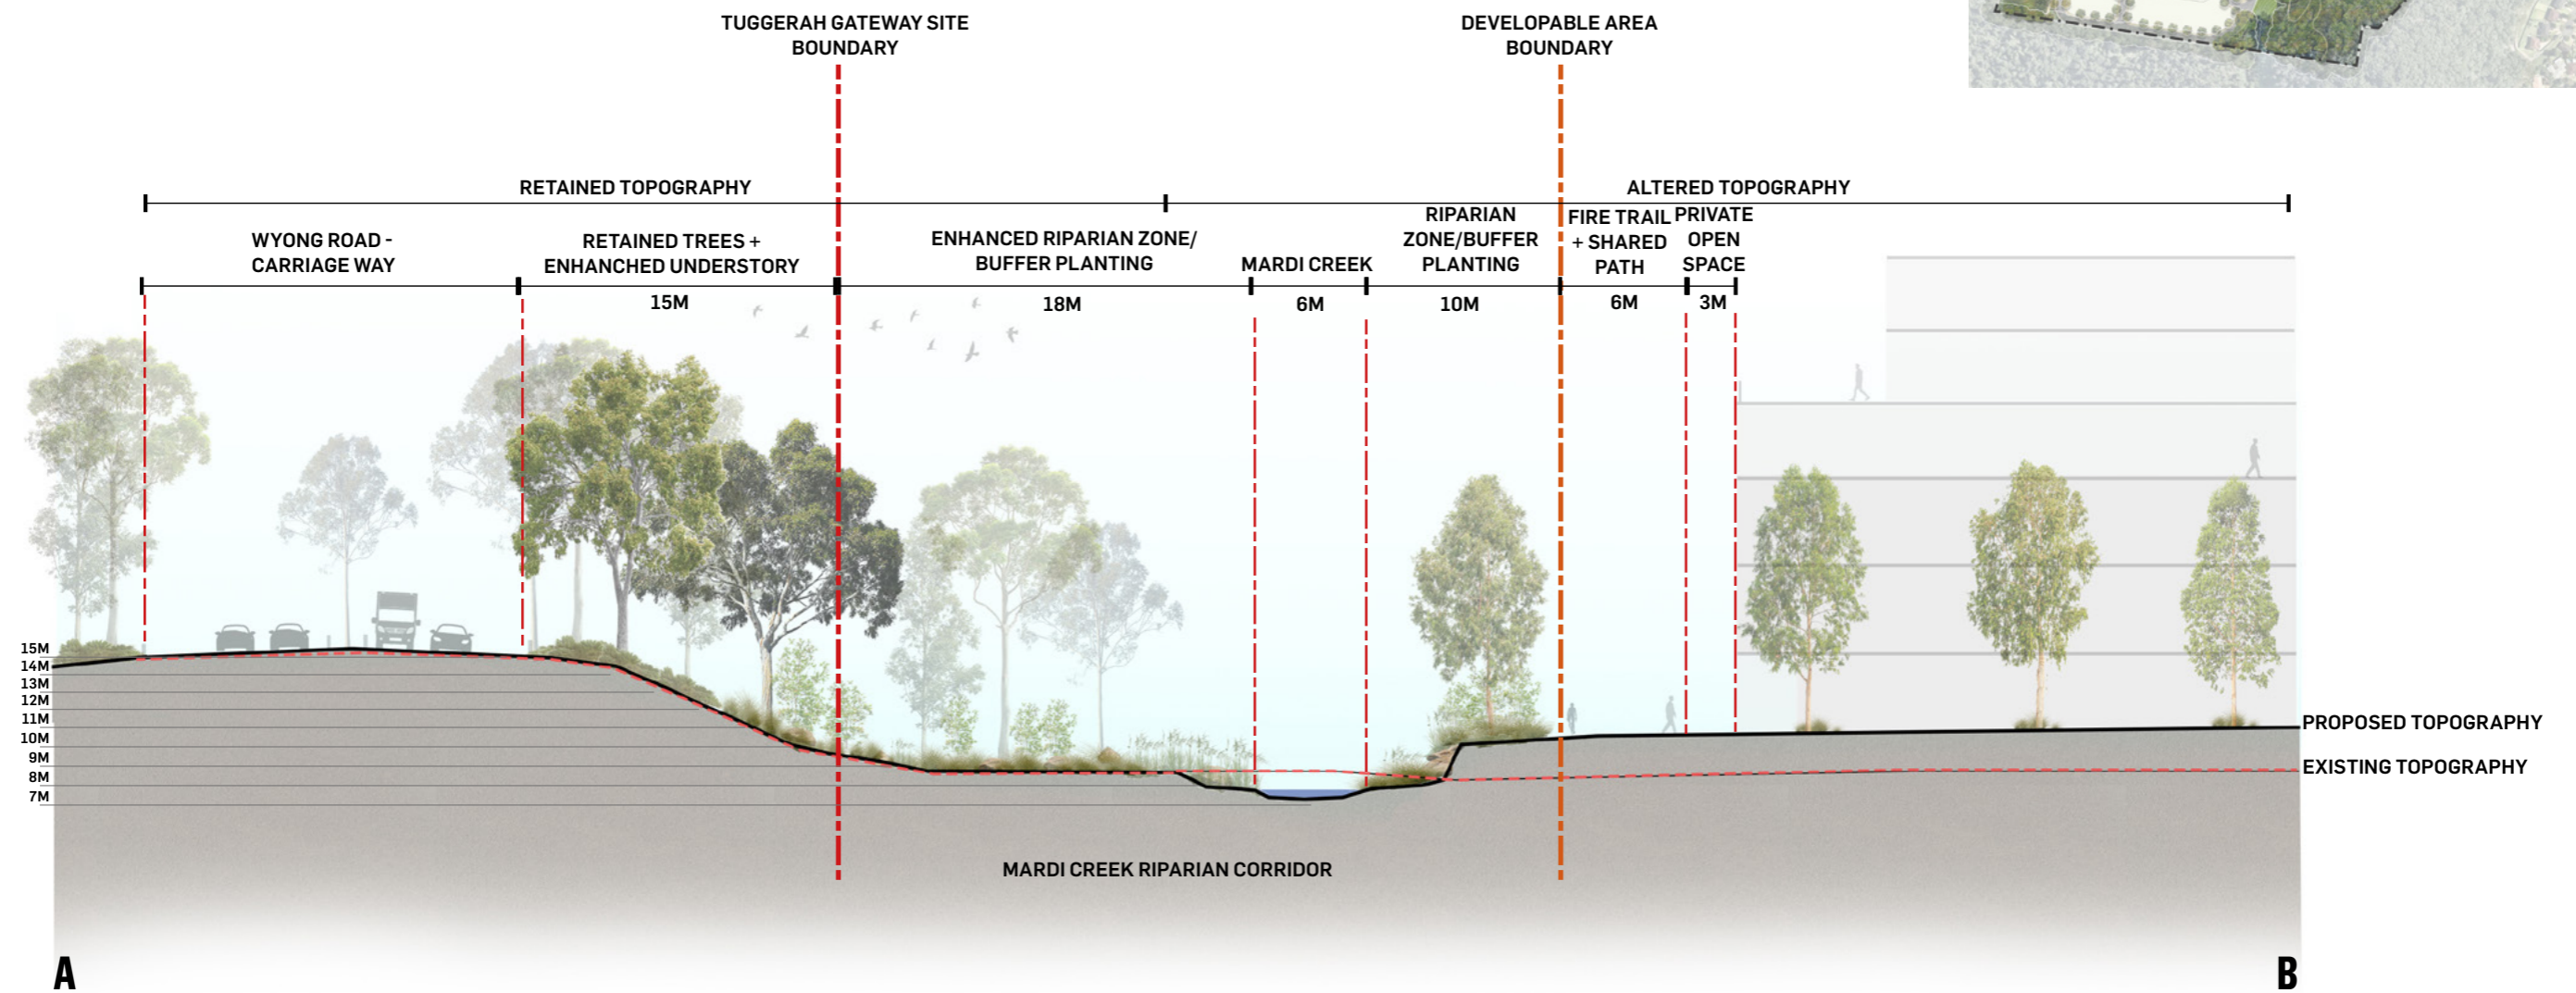 TUGGERAH GATEWAY SITE
BOUNDARY
DEVELOPABLE AREA
BOUNDARY
RETAINED TOPOGRAPHY
ALTERED TOPOGRAPHY
WYONG ROAD -
CARRIAGE WAY
RETAINED TREES +
ENHANCHED UNDERSTORY
15M
ENHANCED RIPARIAN ZONE/
BUFFER PLANTING
18M
MARDI CREEK
6M
RIPARIAN
ZONE/BUFFER
PLANTING
10M
FIRE TRAIL
+ SHARED
PATH
6M
PRIVATE
OPEN
SPACE
3M
15M
14M
13M
12M
11M
10M
9M
8M
7M
PROPOSED TOPOGRAPHY
EXISTING TOPOGRAPHY
MARDI CREEK RIPARIAN CORRIDOR
A
B